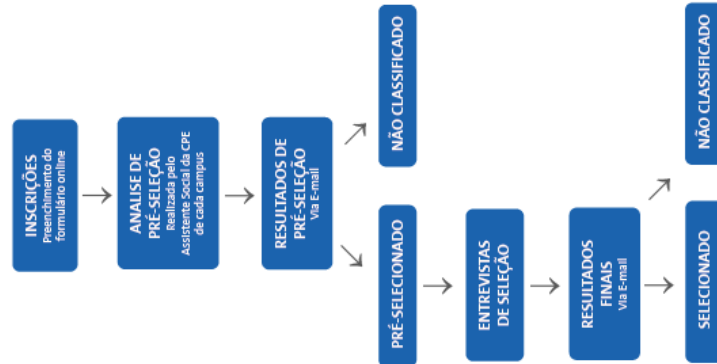 INSCRIÇÕES
Preenchimento do
formulário online
ANALISE DE
PRÉ-SELEÇÃO
Realizada pelo
Assistente Social da CPE
de cada campus
RESULTADOS DE
PRÉ-SELEÇÃO
Via E-mail
PRÉ-SELECIONADO
NÃO CLASSIFICADO
ENTREVISTAS
DE SELEÇÃO
RESULTADOS
FINAIS
Via E-mail
SELECIONADO
NÃO CLASSIFICADO